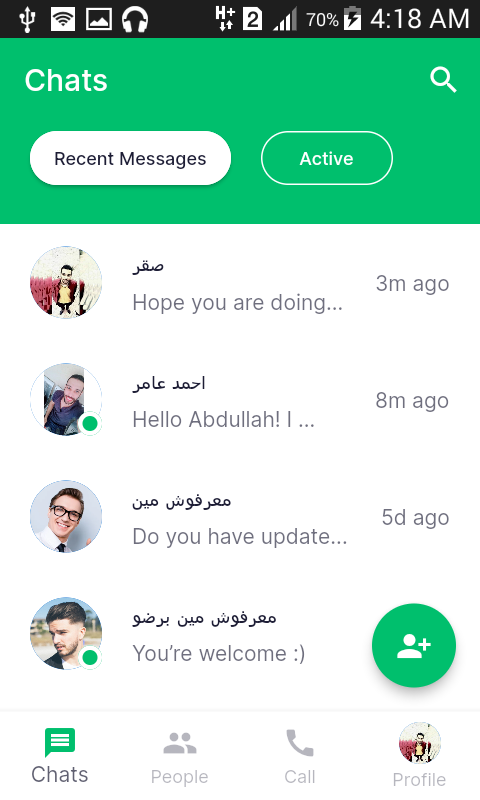 H+ 2 70% 4:18 AM
Chats
Recent Messages Active
صقر
3m ago
Hope you are doing...
احمد عامر
8m ago
Hello Abdullah! I ...
معرفوش مين
5d ago
Do you have update...
معرفوش مين برضو
You're welcome :)
Chats People Call Profile